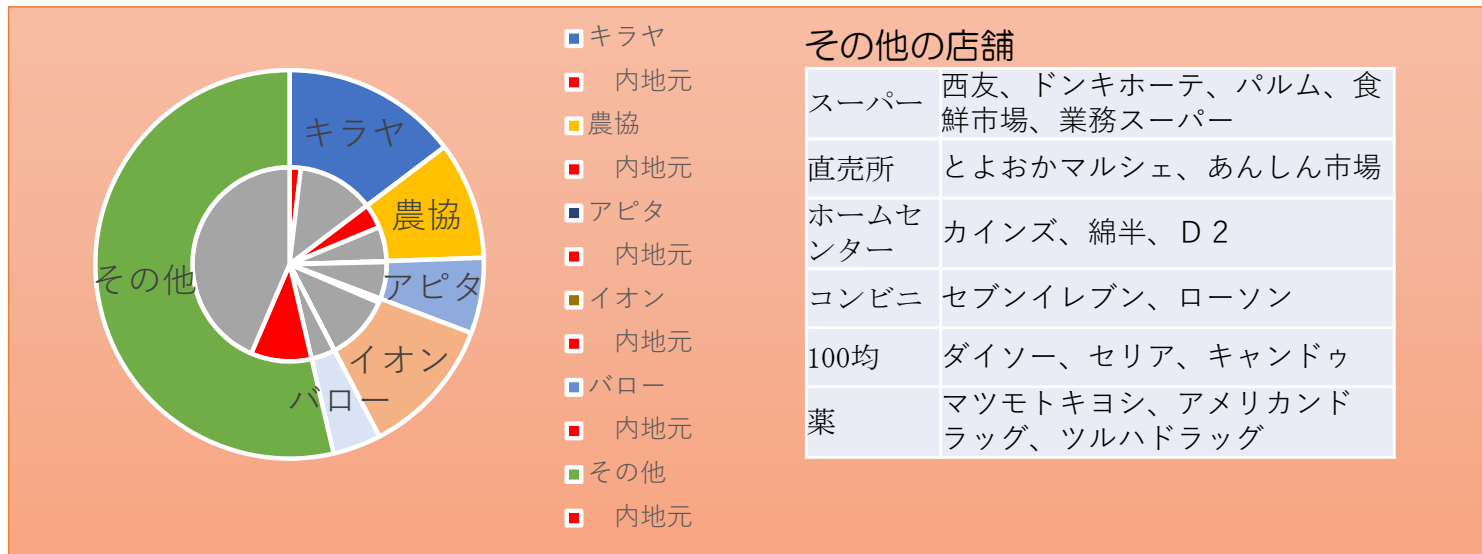 キラヤ
農協
アピタ
イオン
バロー
その他
キラヤ
内地元
農協
内地元
アピタ
内地元
イオン
内地元
バロー
内地元
その他
内地元
その他の店舗
スーパー
西友、ドンキホーテ、パルム、食
鮮市場、業務スーパー
直売所
とよおかマルシェ、あんしん市場
ホームセ
ンター
カインズ、綿半、Ｄ２
コンビニ
セブンイレブン、ローソン
100均
ダイソー、セリア、キャンドゥ
薬
マツモトキヨシ、アメリカンド
ラッグ、ツルハドラッグ